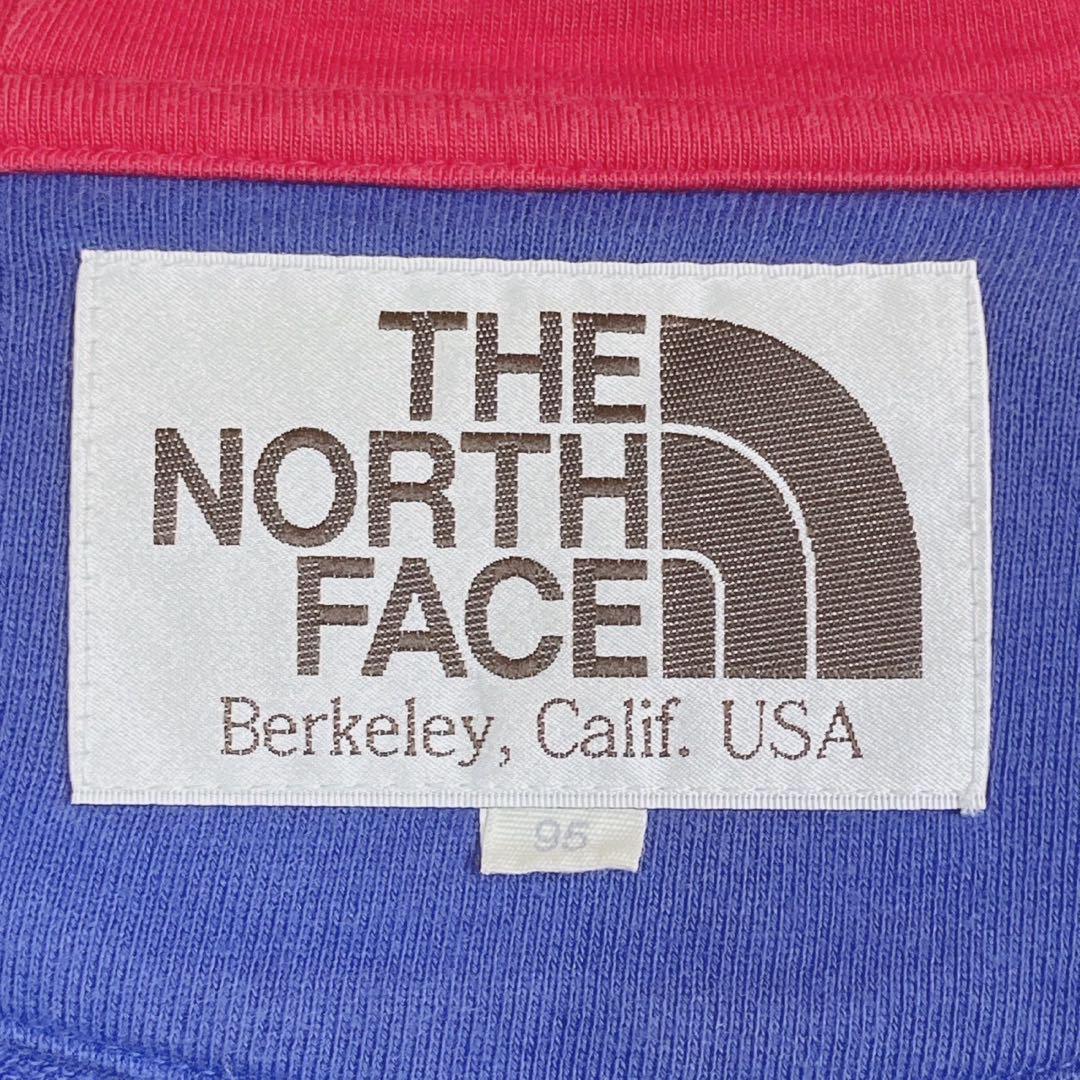 THE
NORTH
FACE
Berkeley, Calif. USA
95